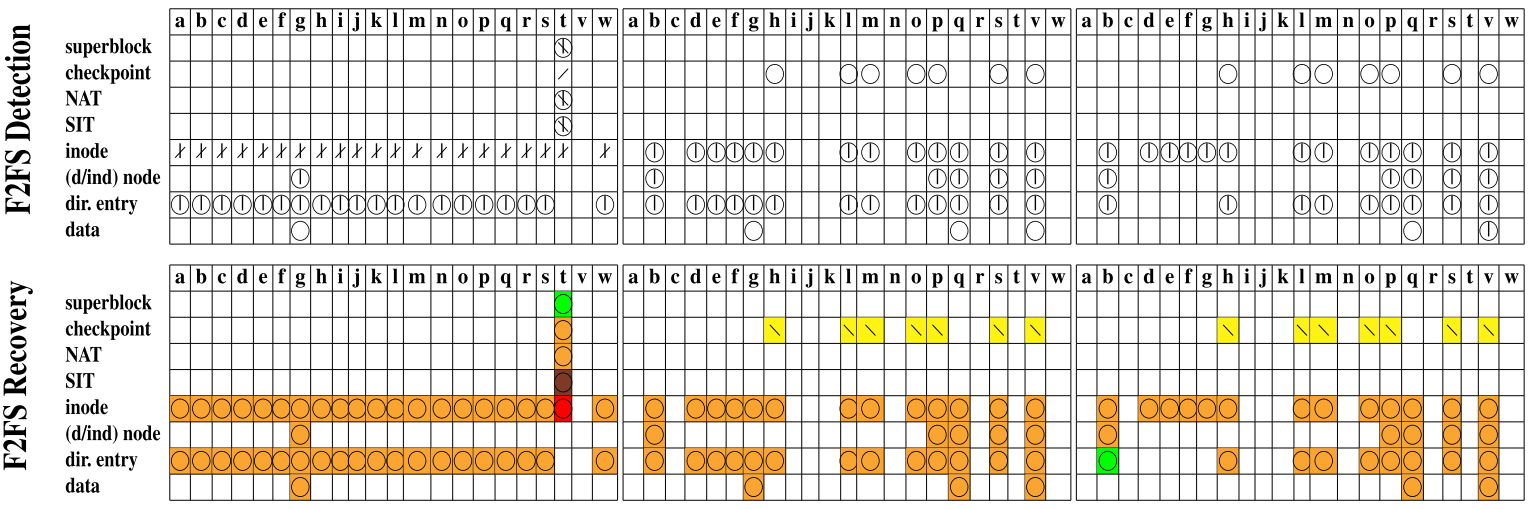 F2FS Detection
a b c d e f g h i j k l m n o p q r s t v w a b c d e f g h i j k l m n o p q r s t v w a b c d e f g h i j k l m n o p q r s t v w
superblock
checkpoint
NAT
SIT
inode
(d/ind) node
dir. entry
data
F2FS Recovery
a b c d e f g h i j k l m n o p q r s t v w a b c d e f g h i j k l m n o p q r s t v w a b c d e f g h i j k l m n o p q r s t v w
superblock
checkpoint
NAT
SIT
inode
(d/ind) node
dir. entry
data